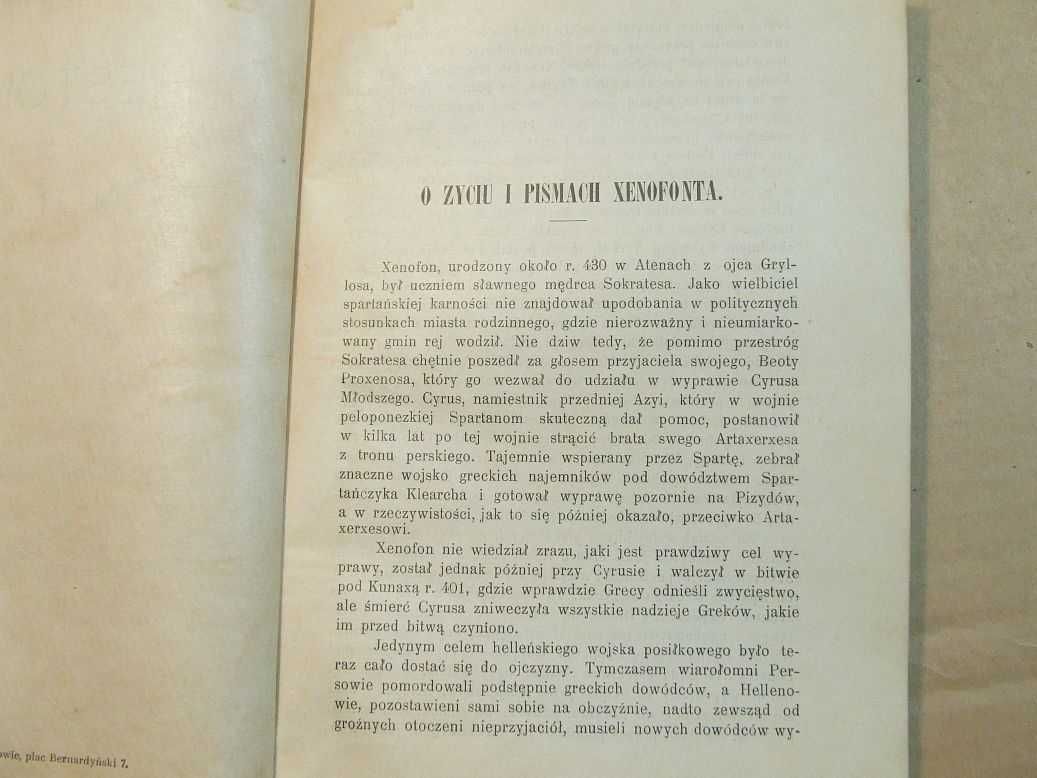 O ZYCIU I PISMACH XENOFONTA.
Xenofon, urodzony około r. 430 w Atenach z ojca Gryl-
losa, był uczniem sławnego mędrca Sokratesa. Jako wielbiciel
spartańskiej karności nie znajdował upodobania w politycznych
stosunkach miasta rodzinnego, gdzie nierozważny i nieumiarko-
wany gmin rej wodził. Nie dziw tedy, że pomimo przestróg
Sokratesa chętnie poszedł za głosem przyjaciela swojego, Beoty
Proxenosa, który go wezwał do udziału w wyprawie Cyrusa
Młodszego. Cyrus, namiestnik przedniej Azyi, który w wojnie
peloponezkiej Spartanom skuteczną dał pomoc, postanowił
w kilka lat po tej wojnie strącić brata swego Artaxerxesa
z tronu perskiego. Tajemnie wspierany przez Spartę, zebrał
znaczne wojsko greckich najemników pod dowództwem Spar-
tańczyka Klearcha i gotował wyprawę pozornie na Pizydów,
a w rzeczywistości, jak to się później okazało, przeciwko Arta-
xerxesowi.
Xenofon nie wiedział zrazu, jaki jest prawdziwy cel wy-
prawy, został jednak później przy Cyrusie i walczył w bitwie
pod Kunaxą r. 401, gdzie wprawdzie Grecy odnieśli zwycięstwo,
ale śmierć Cyrusa zniweczyła wszystkie nadzieje Greków, jakie
im przed bitwą czyniono.
Jedynym celem helleńskiego wojska posiłkowego było te-
raz cało dostać się do ojczyzny. Tymczasem wiarołomni Per-
sowie pomordowali podstępnie greckich dowódców, a Helleno-
wie, pozostawieni sami sobie na obczyźnie, nadto zewsząd od
groźnych otoczeni nieprzyjaciół, musieli nowych dowódców wy-
owie, plac Bernardyński 7.